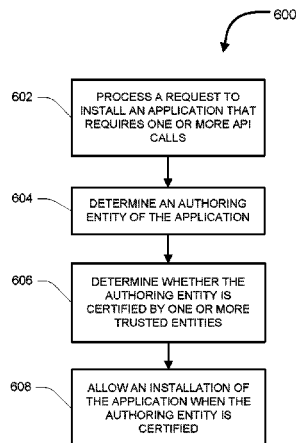 600
602
PROCESS A REQUEST TO
INSTALL AN APPLICATION THAT
REQUIRES ONE OR MORE API
CALLS
604
DETERMINE AN AUTHORING
ENTITY OF THE APPLICATION
606
DETERMINE WHETHER THE
AUTHORING ENTITY IS
CERTIFIED BY ONE OR MORE
TRUSTED ENTITIES
608
ALLOW AN INSTALLATION OF
THE APPLICATION WHEN THE
AUTHORING ENTITY IS
CERTIFIED